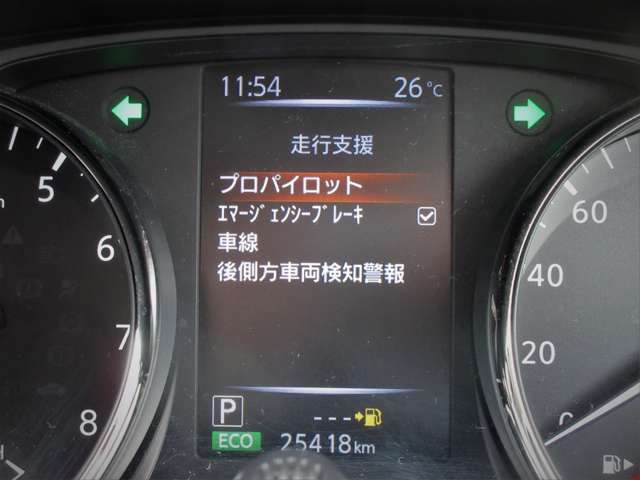 11:54 26℃
走行支援
プロパイロット
ｴﾏｰｼﾞｪﾝｼｰﾌﾞﾚｰｷ
車線
後側方車両検知警報
P ---
ECO 25418km
5
6
7
8
60
40
20
0
H